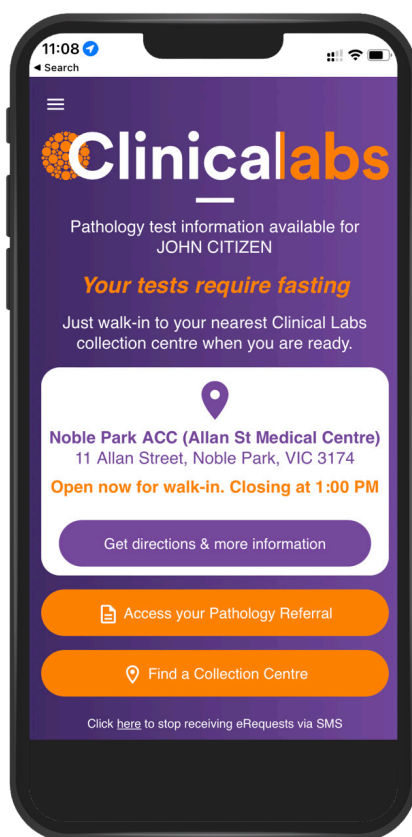 11:08
Search
Clinicalabs
Pathology test information available for
JOHN CITIZEN
Your tests require fasting
Just walk-in to your nearest Clinical Labs
collection centre when you are ready.
Noble Park ACC (Allan St Medical Centre)
11 Allan Street, Noble Park, VIC 3174
Open now for walk-in. Closing at 1:00 PM
Get directions & more information
Access your Pathology Referral
Find a Collection Centre
Click here to stop receiving eRequests via SMS